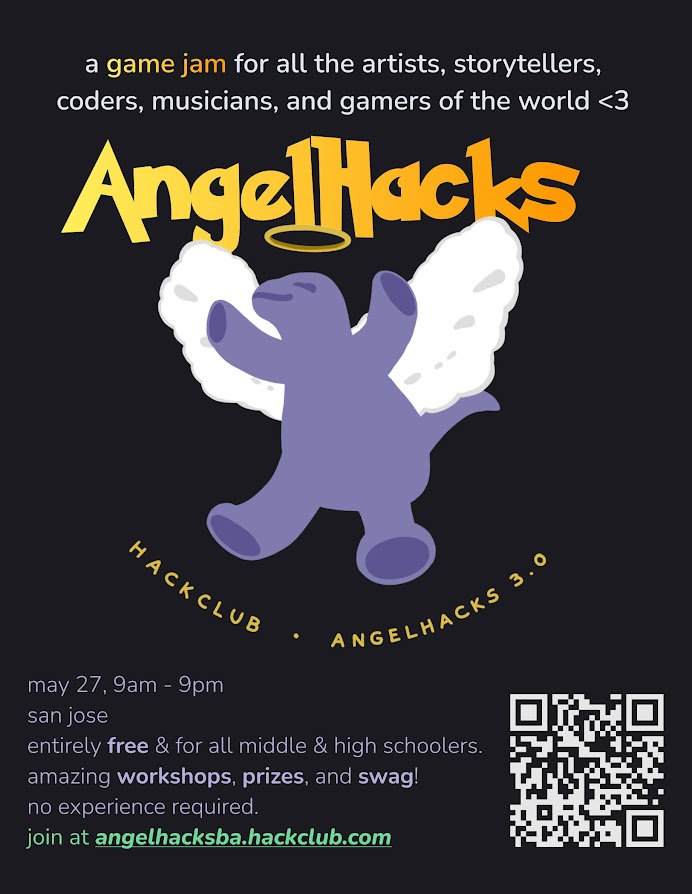 a game jam for all the artists, storytellers,
coders, musicians, and gamers of the world <3
AngelHacks
HACKCLUB • ANGELHACKS 3.0
may 27, 9am - 9pm
san jose
entirely free & for all middle & high schoolers.
amazing workshops, prizes, and swag!
no experience required.
join at angelhacksba.hackclub.com